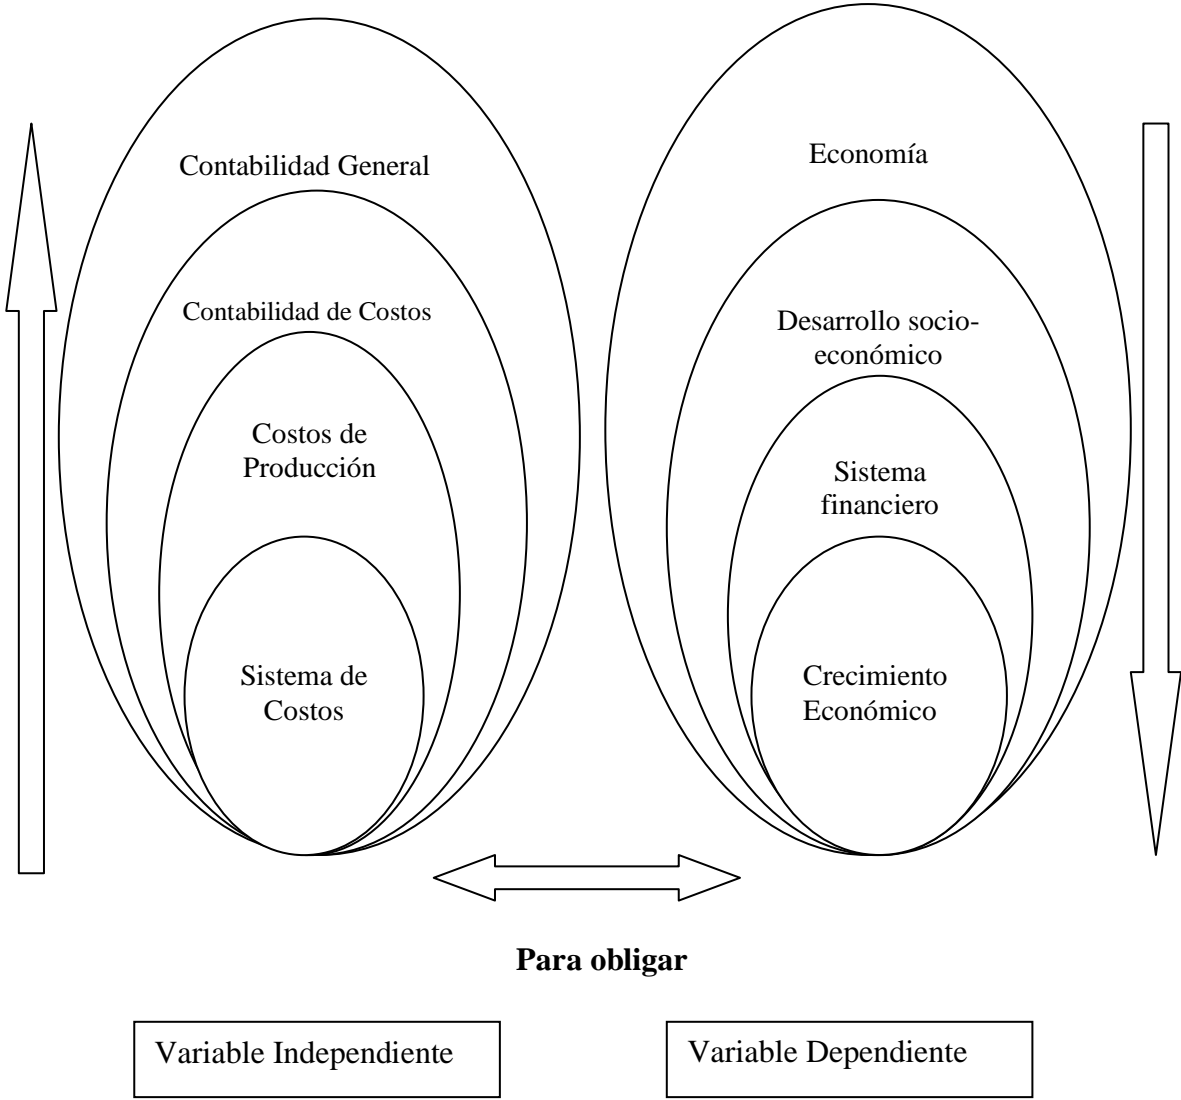 Contabilidad General
Contabilidad de Costos
Costos de
Producción
Sistema de
Costos
Economía
Desarrollo socio-
económico
Sistema
financiero
Crecimiento
Económico
Para obligar
Variable Independiente
Variable Dependiente